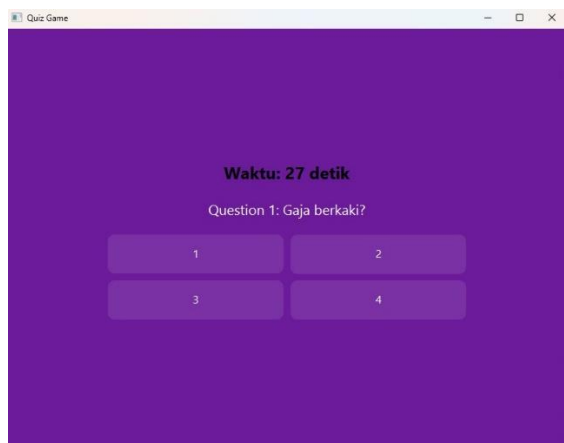 Quiz Game
Waktu: 27 detik
Question 1: Gaja berkaki?
1 2
3 4